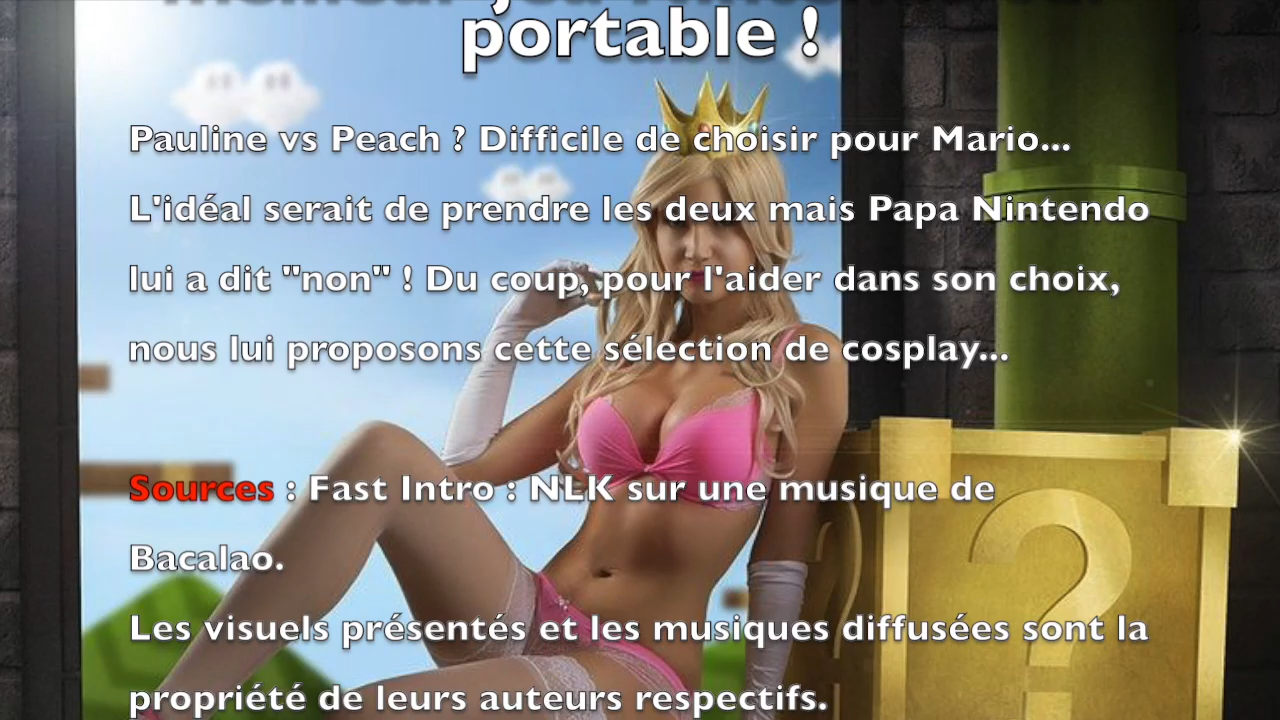 portable !
Pauline vs Peach ? Difficile de choisir pour Mario...
L'idéal serait de prendre les deux mais Papa Nintendo
lui a dit "non" ! Du coup, pour l'aider dans son choix,
nous lui proposons cette sélection de cosplay...
Sources : Fast Intro : NLK sur une musique de
Bacalao.
Les visuels présentés et les musiques diffusées sont la
propriété de leurs auteurs respectifs.
?